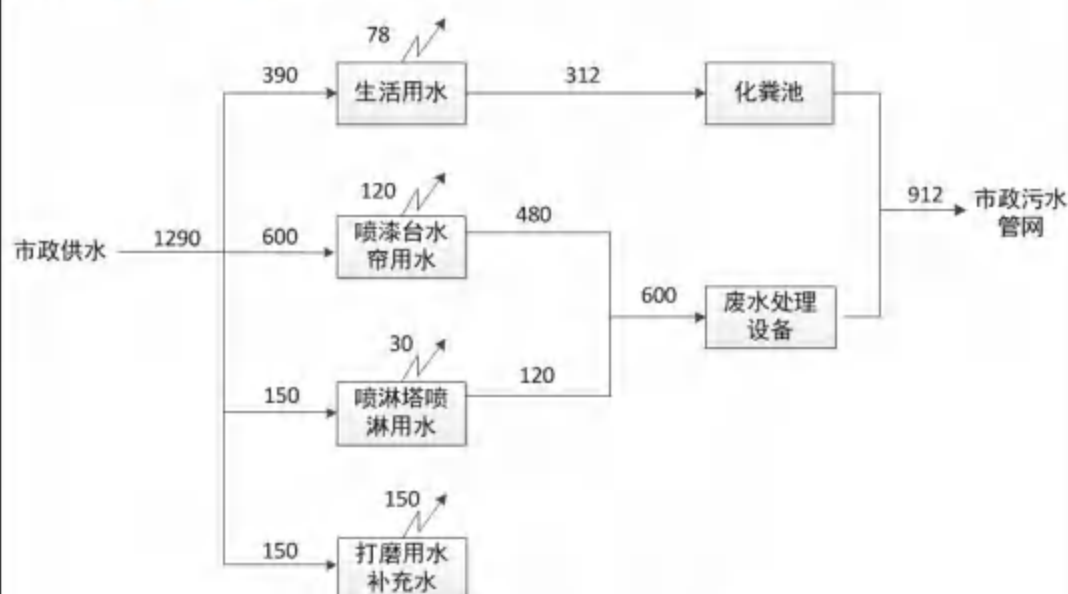 78
390
生活用水
312
化粪池
120
480
912
市政污水
管网
市政供水
1290
600
喷漆台水
帘用水
600
废水处理
设备
30
120
150
喷淋塔喷
淋用水
150
150
打磨用水
补充水